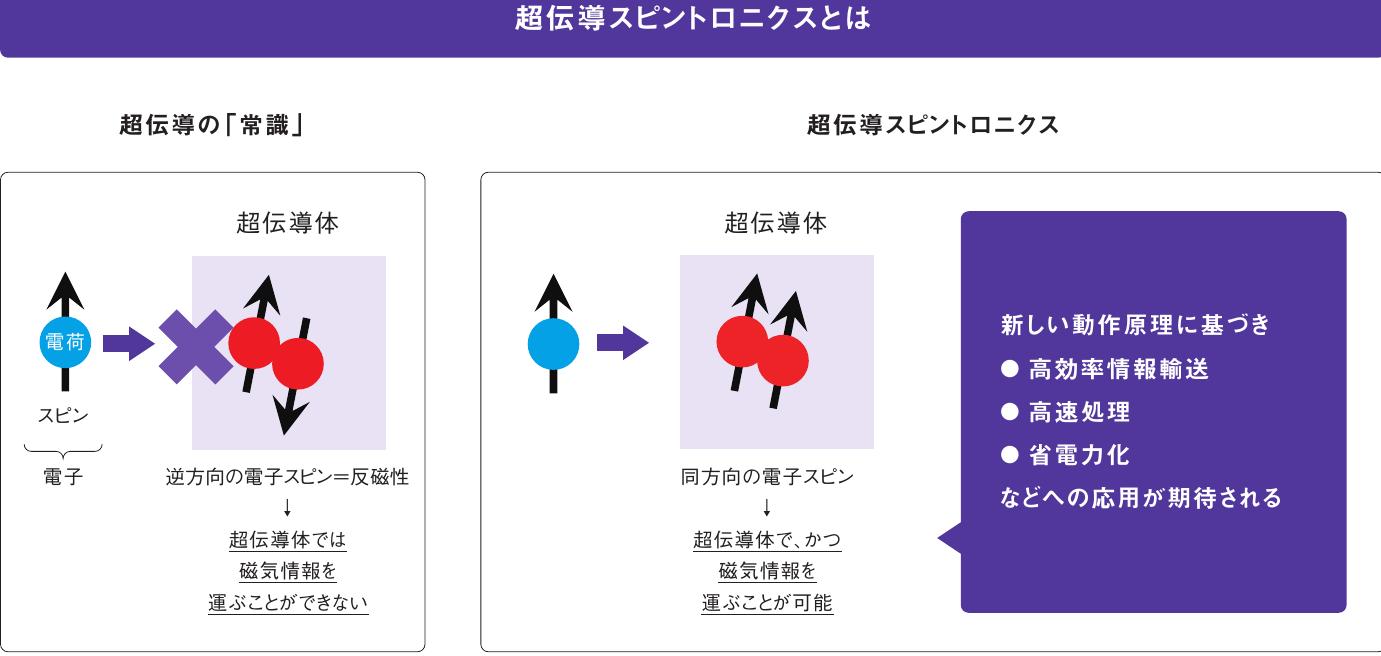 超伝導スピントロニクスとは
超伝導の「常識」
超伝導体
電荷
スピン
電子
逆方向の電子スピン＝反磁性
↓
超伝導体では
磁気情報を
運ぶことができない
超伝導スピントロニクス
超伝導体
同方向の電子スピン
↓
超伝導体で、かつ
磁気情報を
運ぶことが可能
新しい動作原理に基づき
● 高効率情報輸送
● 高速処理
● 省電力化
などへの応用が期待される